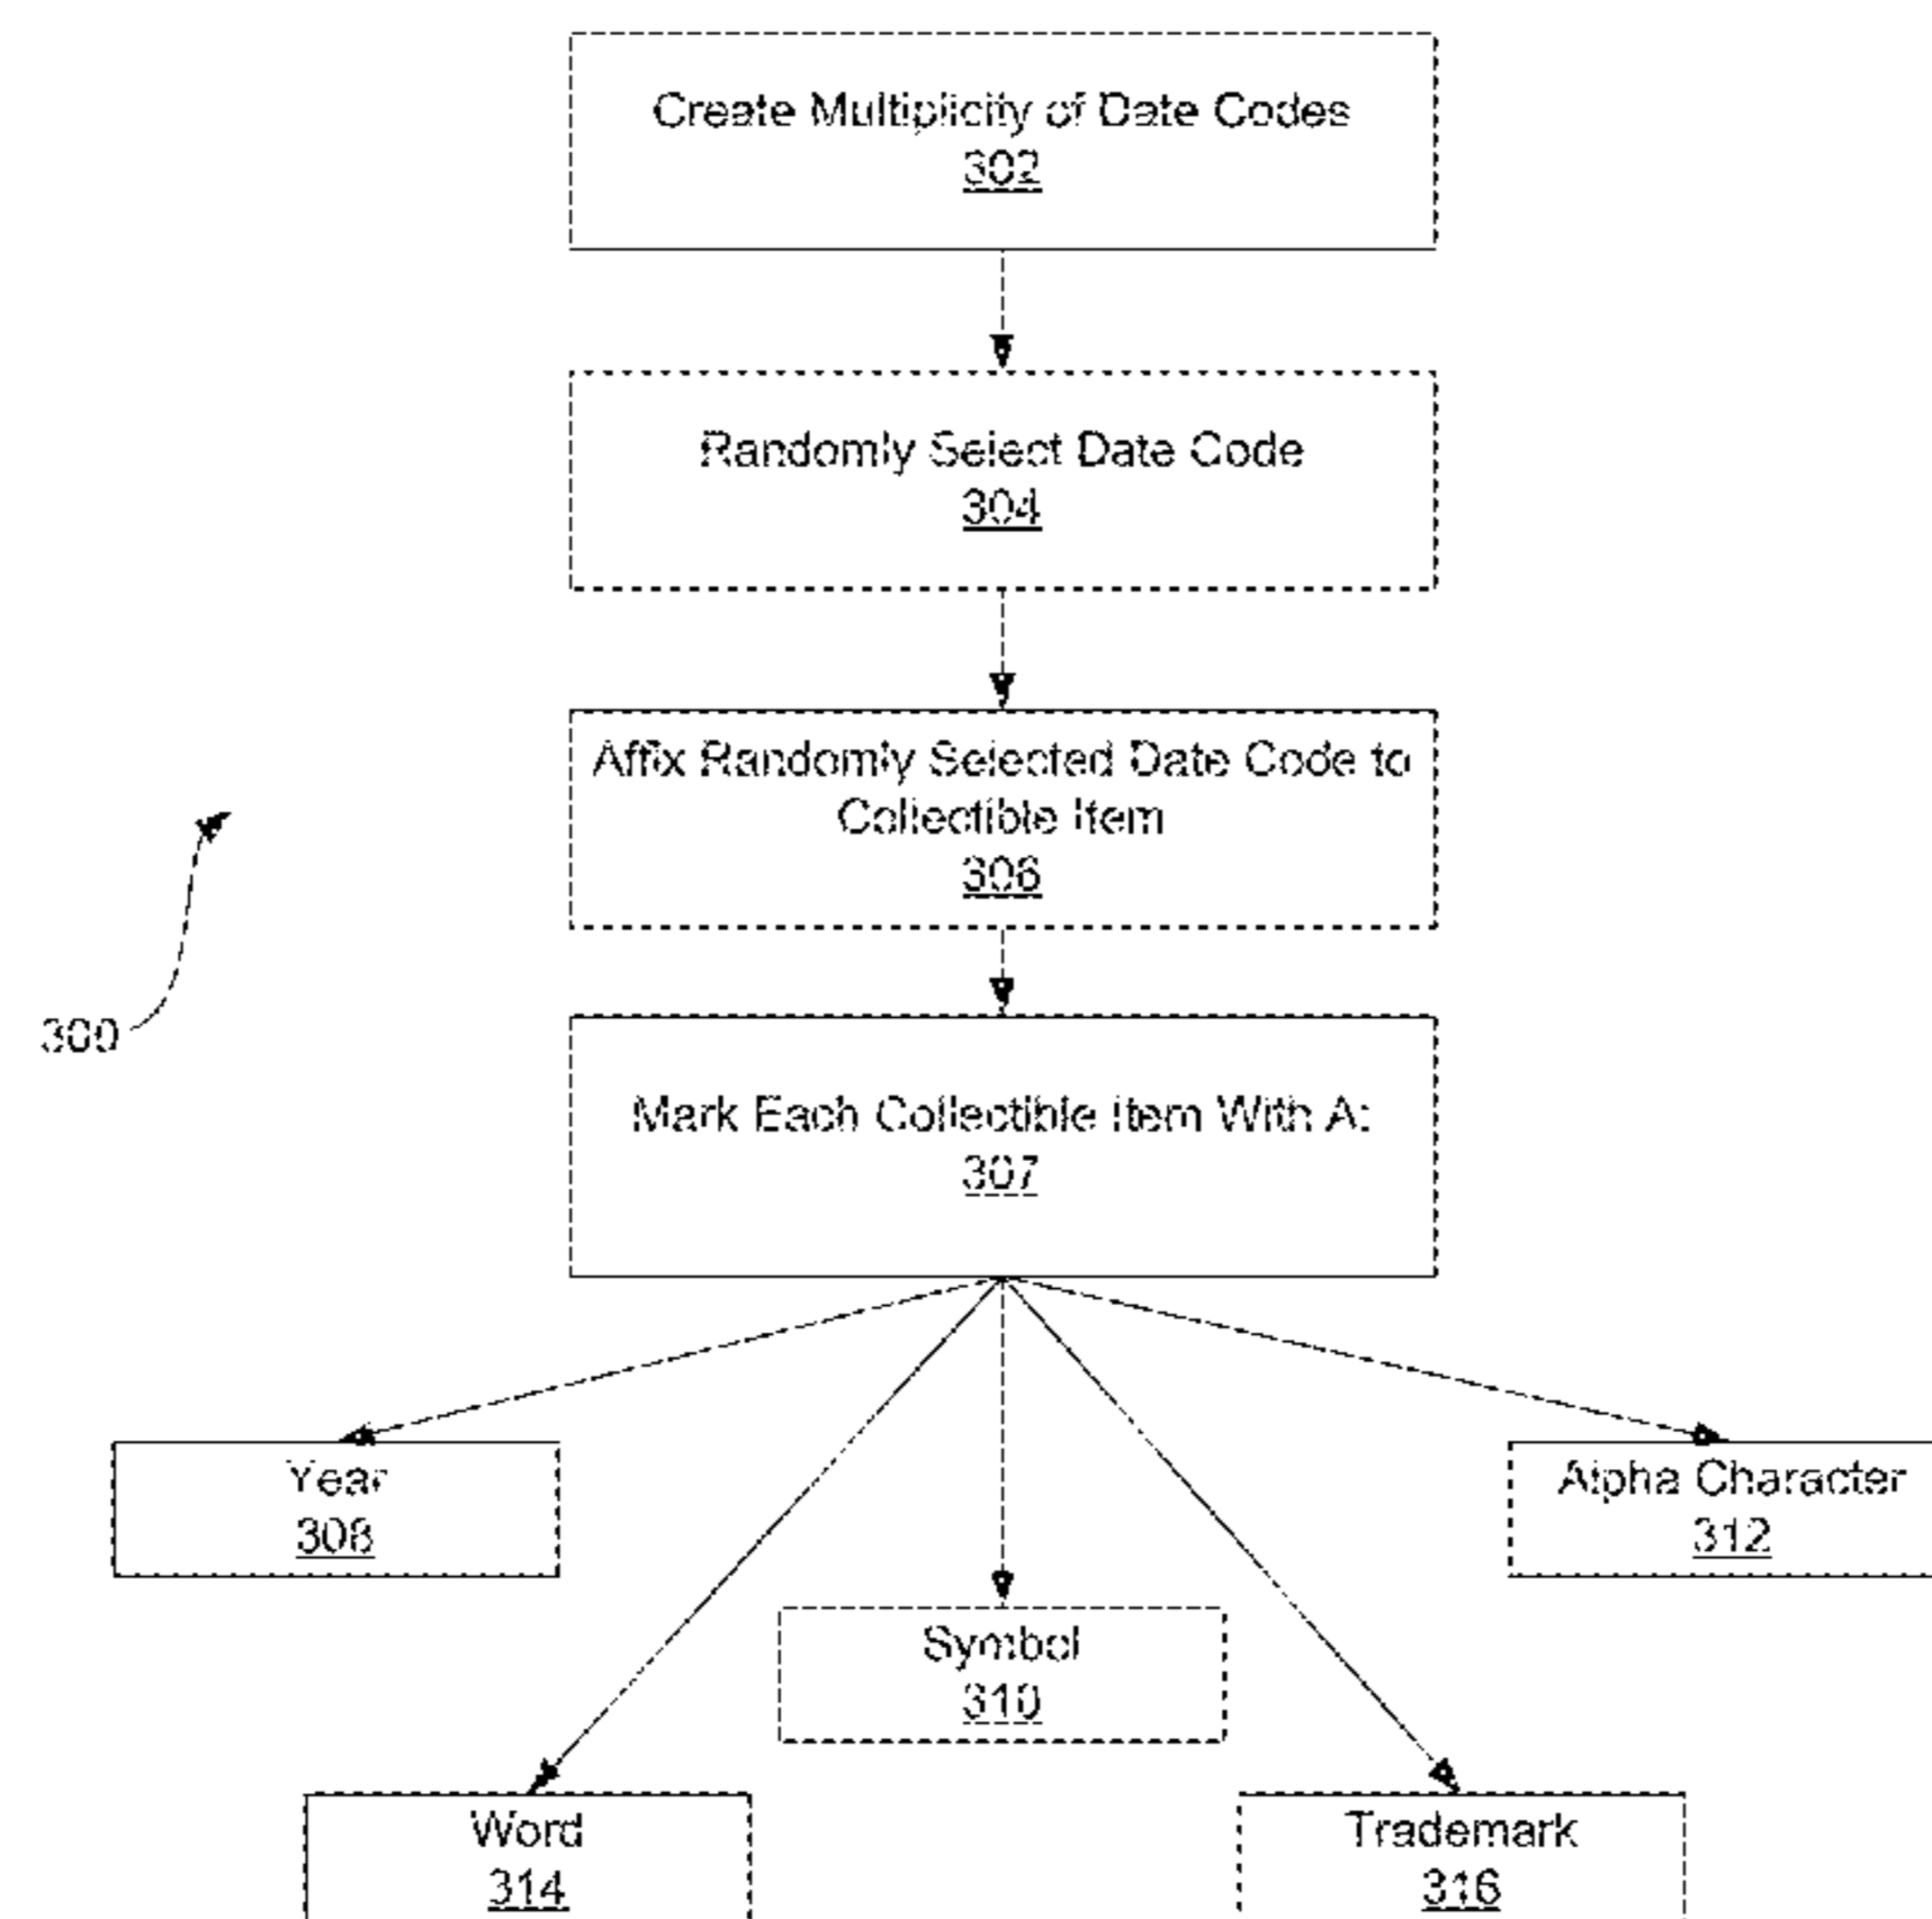 Create Multiplicity of Date Codes
302
Randomly Select Date Code
304
Affix Randomly Selected Date Code to
Collectible Item
306
300
Mark Each Collectible Item With A:
307
Year
308
Alpha Character
312
Symbol
310
Word
314
Trademark
316